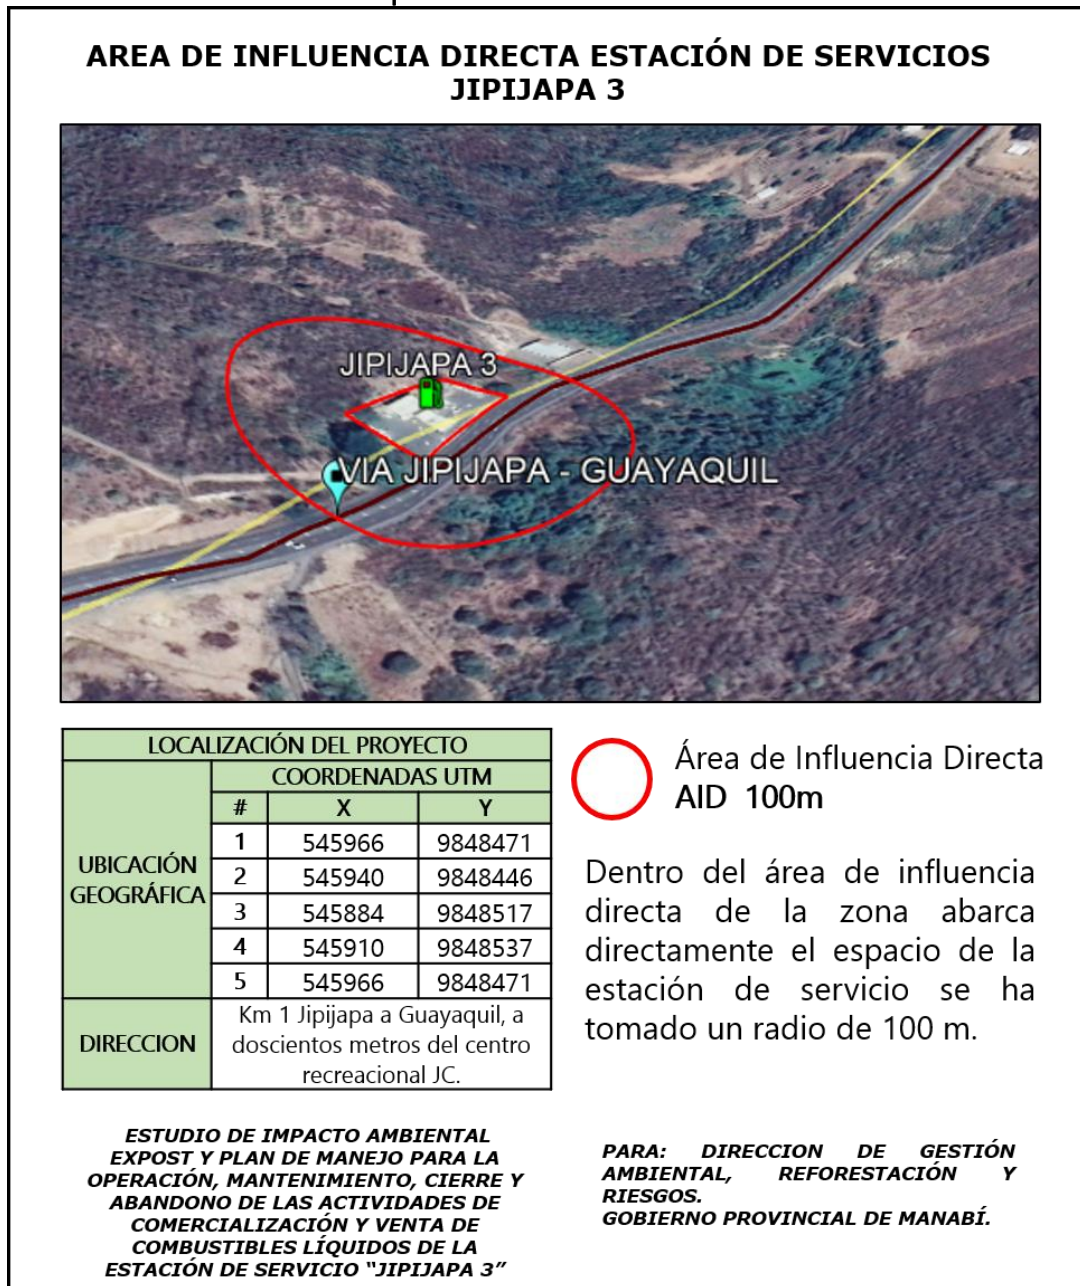 AREA DE INFLUENCIA DIRECTA ESTACIÓN DE SERVICIOS
JIPIJAPA 3
JIPIJAPA 3
VIA JIPIJAPA - GUAYAQUIL
LOCALIZACIÓN DEL PROYECTO
UBICACIÓN
GEOGRÁFICA
COORDENADAS UTM
# X Y
1 545966 9848471
2 545940 9848446
3 545884 9848517
4 545910 9848537
5 545966 9848471
DIRECCION
Km 1 Jipijapa a Guayaquil, a
doscientos metros del centro
recreacional JC.
Área de Influencia Directa
AID 100m
Dentro del área de influencia
directa de la zona abarca
directamente el espacio de la
estación de servicio se ha
tomado un radio de 100 m.
ESTUDIO DE IMPACTO AMBIENTAL
EXPOST Y PLAN DE MANEJO PARA LA
OPERACIÓN, MANTENIMIENTO, CIERRE Y
ABANDONO DE LAS ACTIVIDADES DE
COMERCIALIZACIÓN Y VENTA DE
COMBUSTIBLES LÍQUIDOS DE LA
ESTACIÓN DE SERVICIO “JIPIJAPA 3”
PARA: DIRECCION DE GESTIÓN
AMBIENTAL, REFORESTACIÓN Y
RIESGOS.
GOBIERNO PROVINCIAL DE MANABÍ.